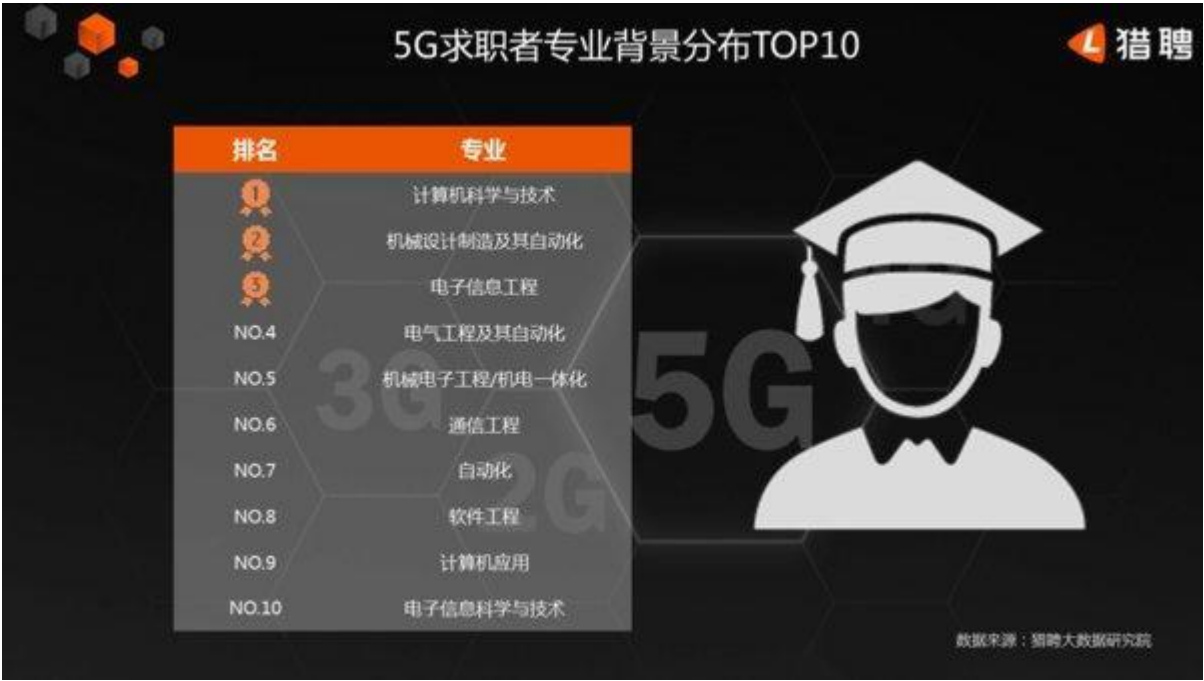 5G求职者专业背景分布TOP10
猎聘
排名 专业
1 计算机科学与技术
2 机械设计制造及其自动化
3 电子信息工程
NO.4 电气工程及其自动化
NO.5 机械电子工程/机电一体化
NO.6 通信工程
NO.7 自动化
NO.8 软件工程
NO.9 计算机应用
NO.10 电子信息科学与技术
3G
2G
5G
4G
数据来源：猎聘大数据研究院